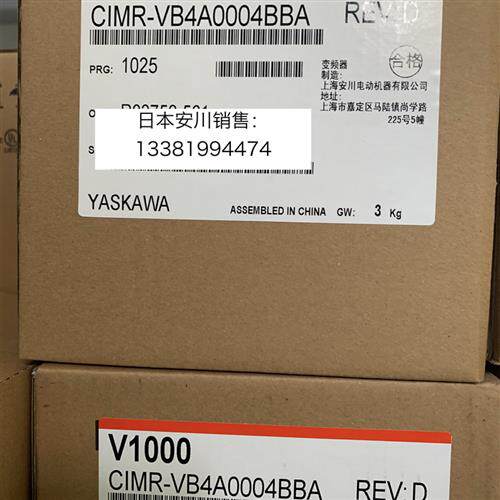 CIMR-VB4A0004BBA REV:D
PRG: 1025
合格
变频器
制造:
上海安川电动机器有限公司
地址:
上海市嘉定区马陆镇尚学路
225号5幢
日本安川销售:
13381994474
YASKAWA
ASSEMBLED IN CHINA GW: 3 Kg
V1000
CIMR-VB4A0004BBA REV:D